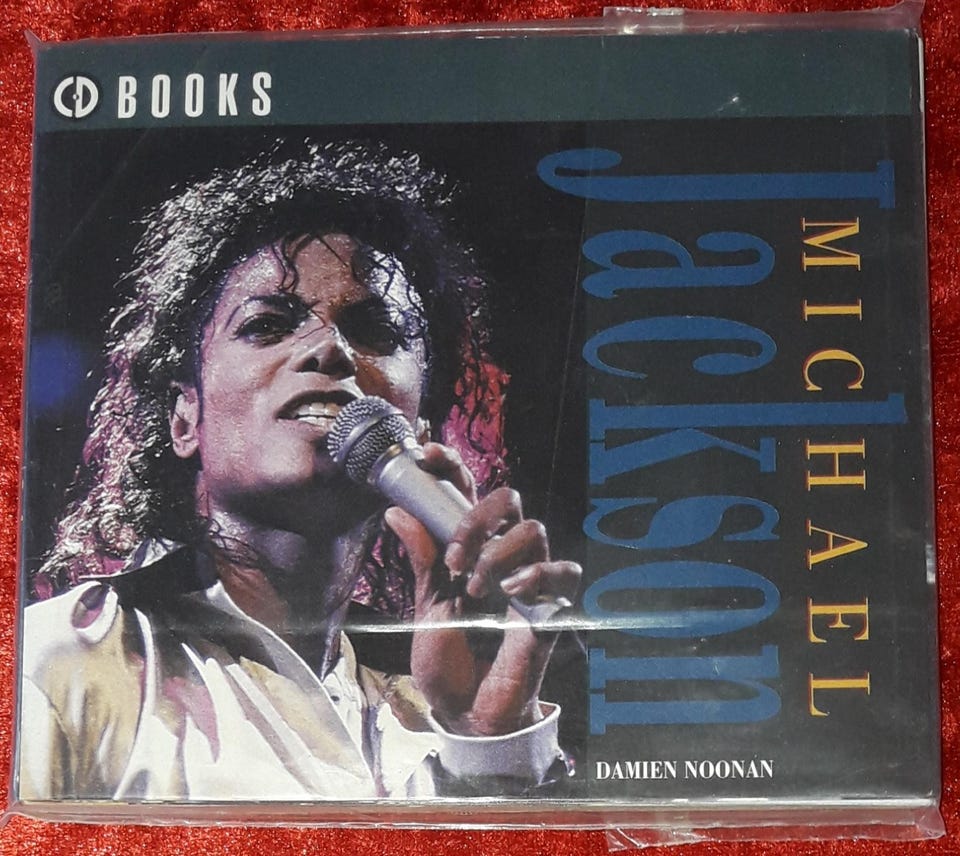 CD BOOKS
MICHAEL
Jackson
DAMIEN NOONAN